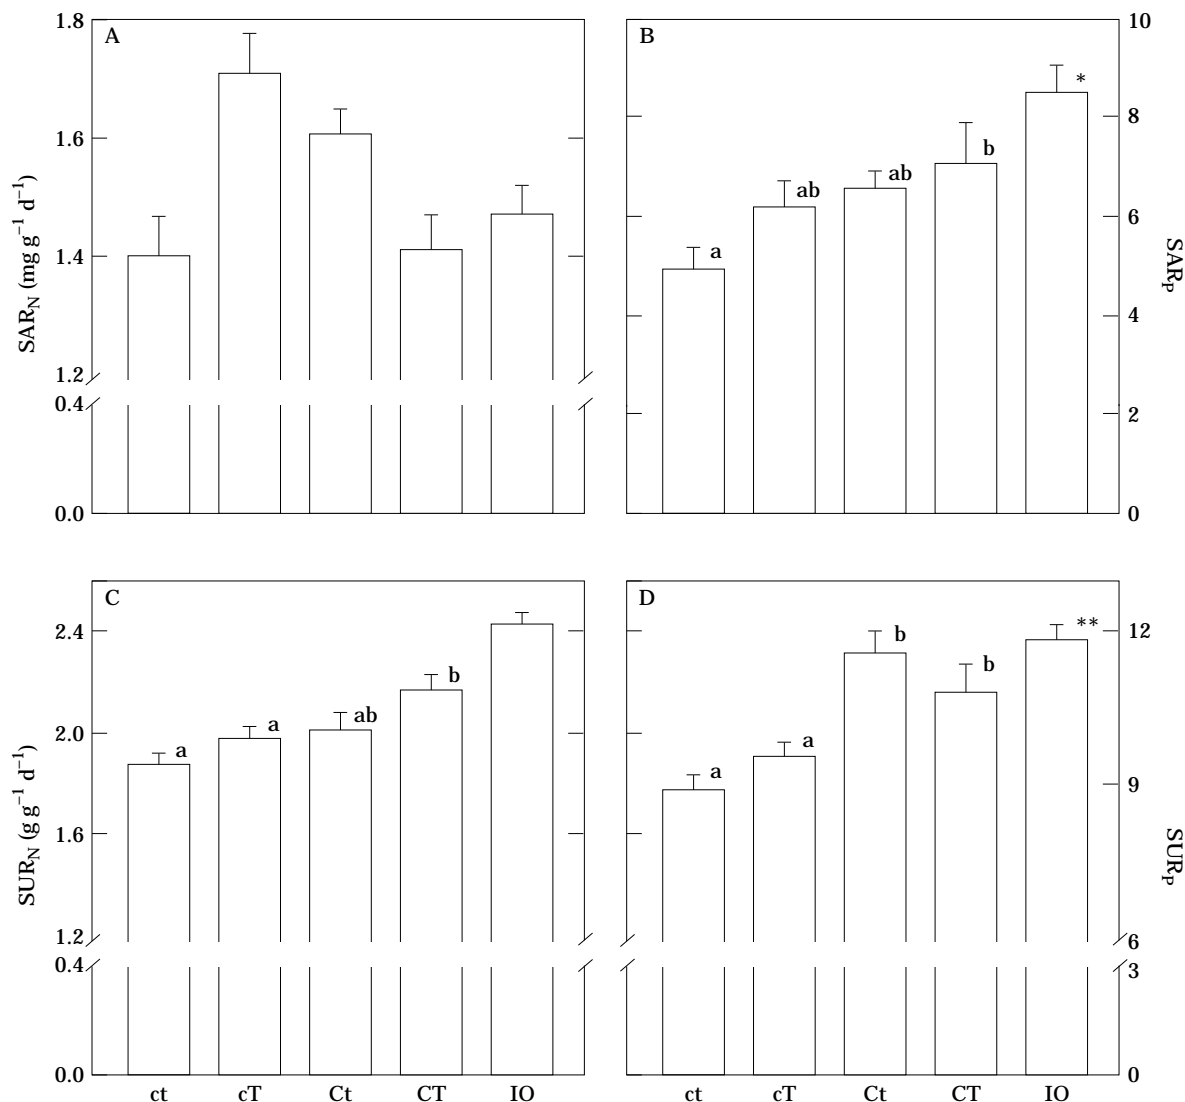 A
1.8
1.6
1.4
1.2
0.4
0.0
SAR_N (mg g⁻¹ d⁻¹)
B
a
ab
ab
b
*
10
8
6
4
2
0
SAR_P
C
2.4
2.0
1.6
1.2
0.4
0.0
SUR_N (g g⁻¹ d⁻¹)
a
a
ab
b
ct cT Ct CT IO
D
a
a
b
b
**
12
9
6
3
0
SUR_P
ct cT Ct CT IO